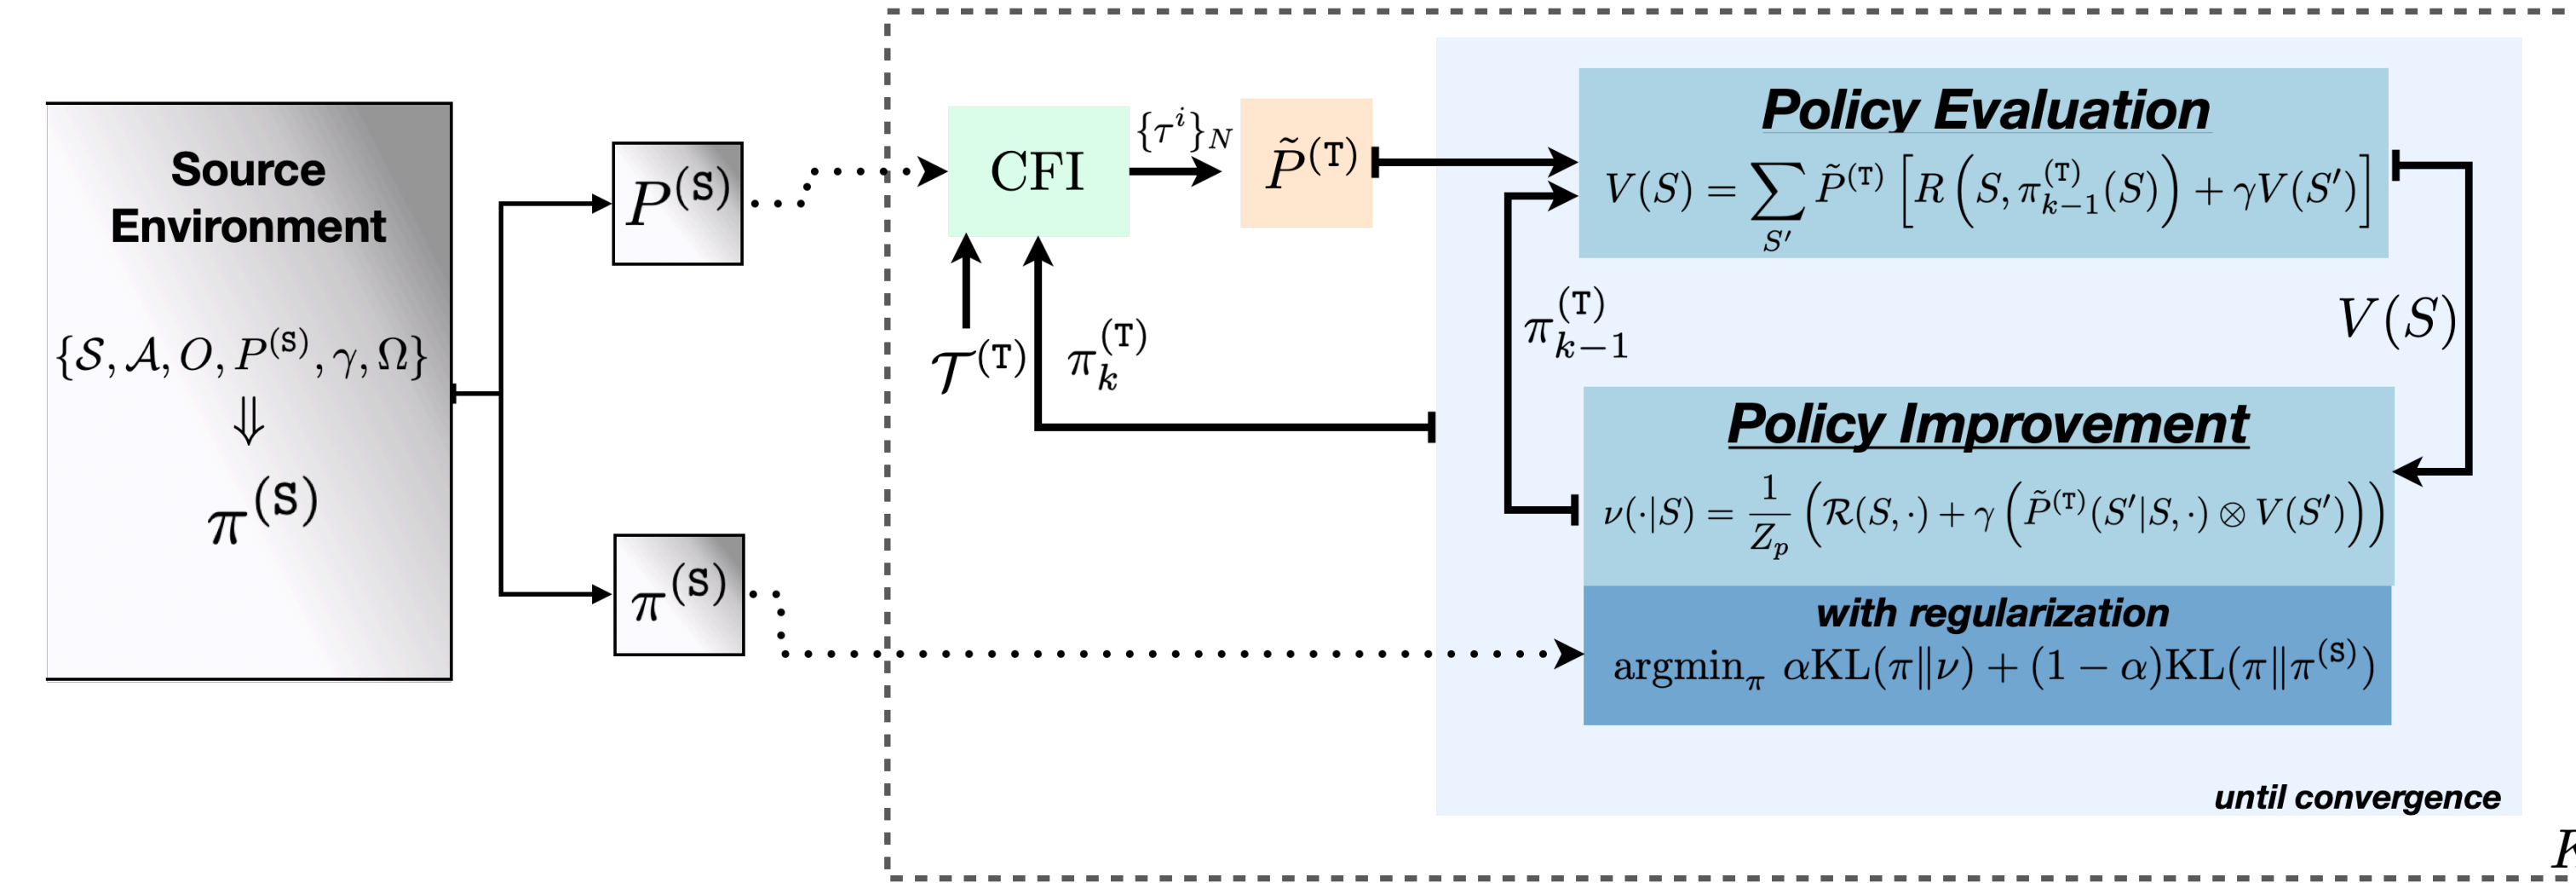 Source
Environment
{𝒮, 𝒜, O, P^(S), γ, Ω}
⇓
π^(S)
P^(S)
π^(S)
CFI
{τ^i}_N
P̃^(T)
𝒯^(T)
π_k^(T)
Policy Evaluation
V(S) = ∑_{S′} P̃^(T) [R(S, π_{k−1}^(T)(S)) + γV(S′)]
π_{k−1}^(T)
V(S)
Policy Improvement
ν(·|S) = 1/Z_p (ℛ(S, ·) + γ(P̃^(T)(S′|S, ·) ⊗ V(S′)))
with regularization
argmin_π αKL(π∥ν) + (1 − α)KL(π∥π^(S))
until convergence